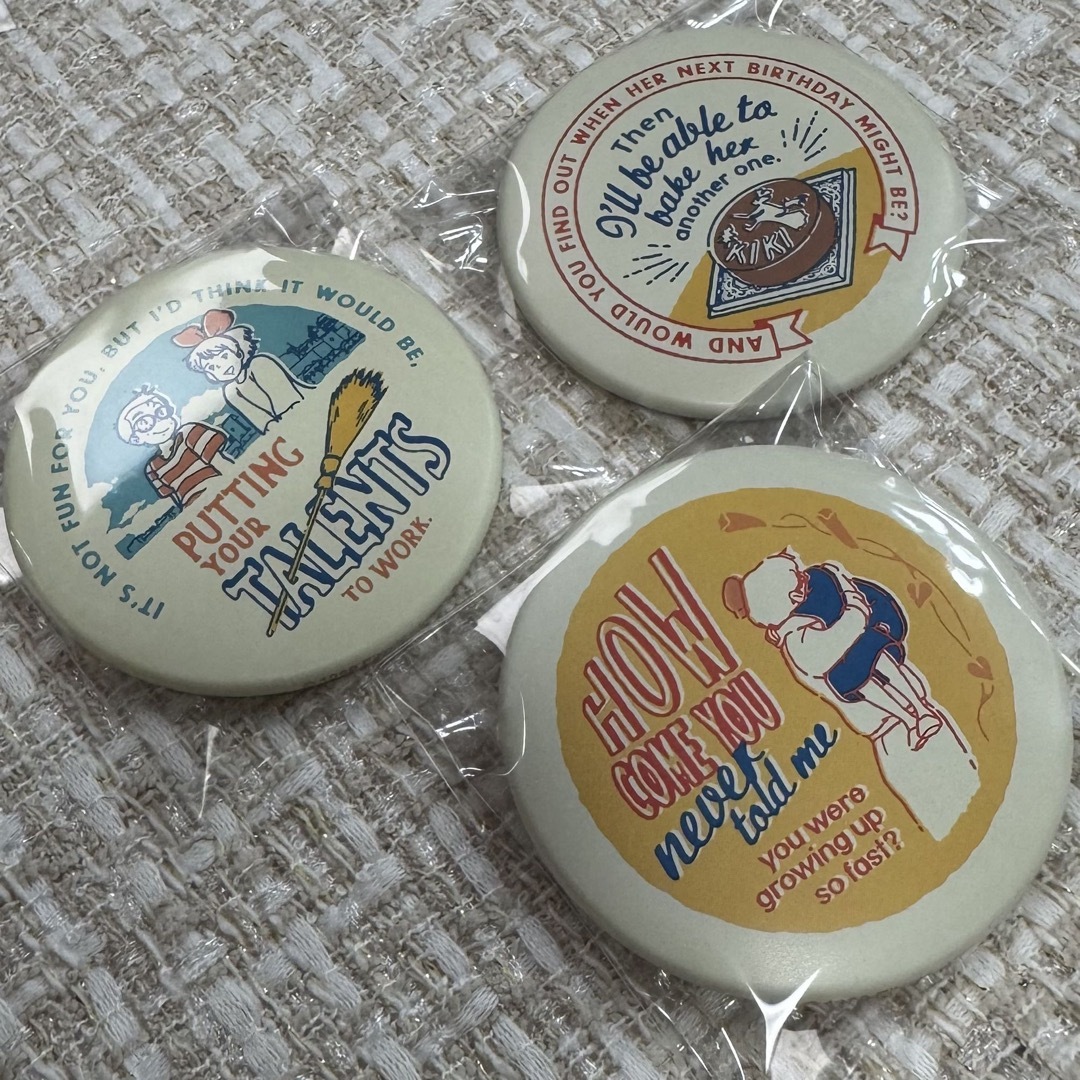 AND WOULD YOU FIND OUT WHEN HER NEXT BIRTHDAY MIGHT BE?
Then
I'll be able to
bake her
another one.
KIKI
IT'S NOT FUN FOR YOU. BUT I'D THINK IT WOULD BE,
PUTTING
YOUR
TALENTS
TO WORK.
HOW
COME YOU
never
told me
you were
growing up
so fast?